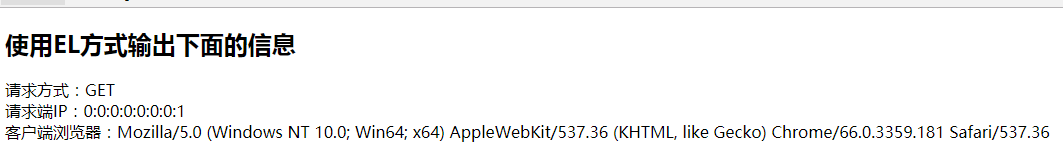 使用EL方式输出下面的信息
请求方式：GET
请求端IP：0:0:0:0:0:0:0:1
客户端浏览器：Mozilla/5.0 (Windows NT 10.0; Win64; x64) AppleWebKit/537.36 (KHTML, like Gecko) Chrome/66.0.3359.181 Safari/537.36